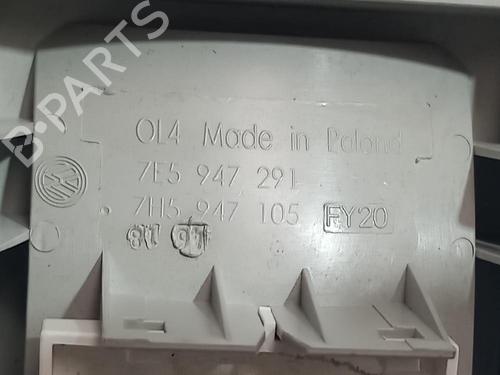 B-PARTS
OL4 Made in Poland
7E5 947 291
7H5 947 105 FY20